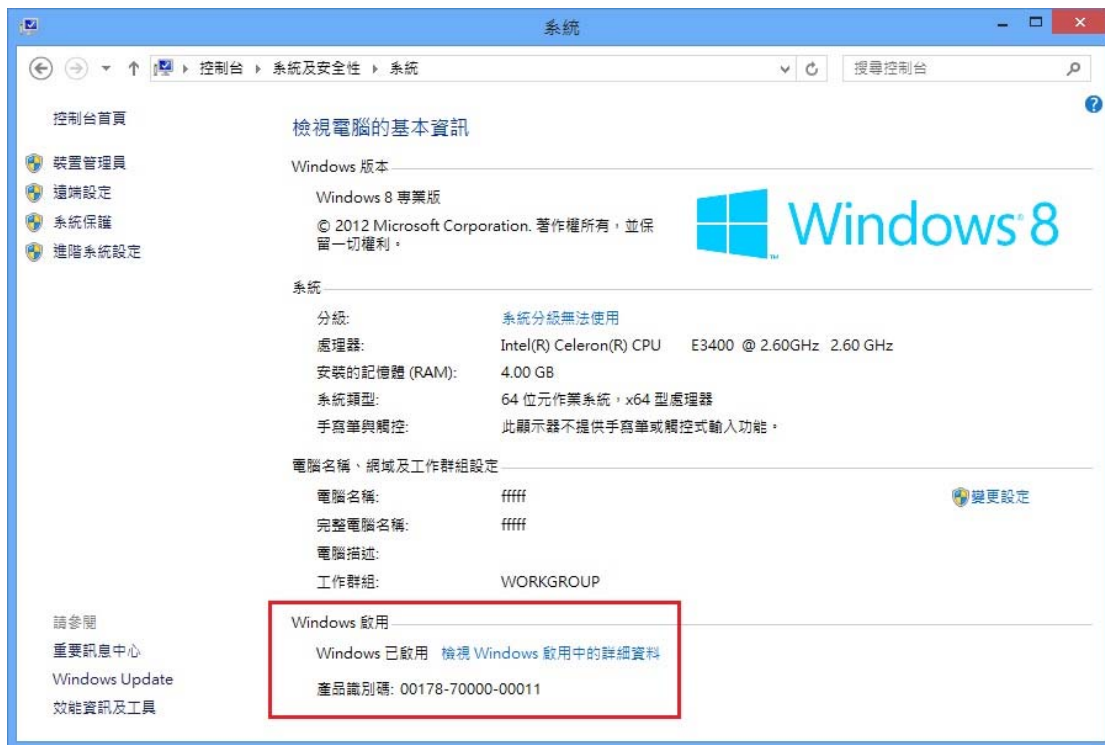 系統
控制台 系統及安全性 系統
搜尋控制台
控制台首頁
裝置管理員
遠端設定
系統保護
進階系統設定
檢視電腦的基本資訊
Windows 版本
Windows 8 專業版
© 2012 Microsoft Corporation. 著作權所有，並保
留一切權利。
Windows 8
系統
分級: 系統分級無法使用
處理器: Intel(R) Celeron(R) CPU E3400 @ 2.60GHz 2.60 GHz
安裝的記憶體 (RAM): 4.00 GB
系統類型: 64 位元作業系統，x64 型處理器
手寫筆與觸控: 此顯示器不提供手寫筆或觸控式輸入功能。
電腦名稱、網域及工作群組設定
電腦名稱: fffff 變更設定
完整電腦名稱: fffff
電腦描述:
工作群組: WORKGROUP
Windows 啟用
Windows 已啟用 檢視 Windows 啟用中的詳細資料
產品識別碼: 00178-70000-00011
請參閱
重要訊息中心
Windows Update
效能資訊及工具